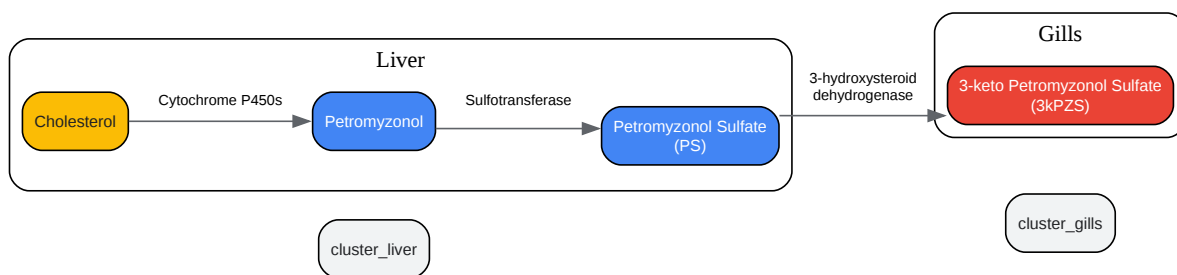 Liver
Cholesterol
Cytochrome P450s
Petromyzonol
Sulfotransferase
Petromyzonol Sulfate
(PS)
3-hydroxysteroid
dehydrogenase
Gills
3-keto Petromyzonol Sulfate
(3kPZS)
cluster_liver
cluster_gills